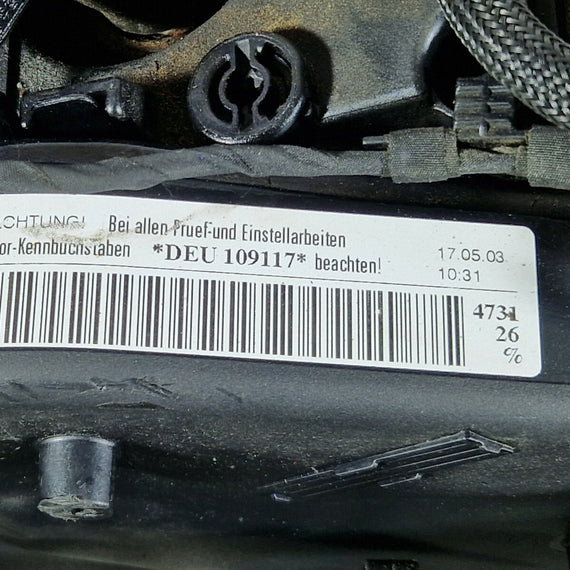 ACHTUNG! Bei allen Pruef-und Einstellarbeiten
or-Kennbuchstaben *DEU 109117* beachten!
17.05.03
10:31
4731
26
%